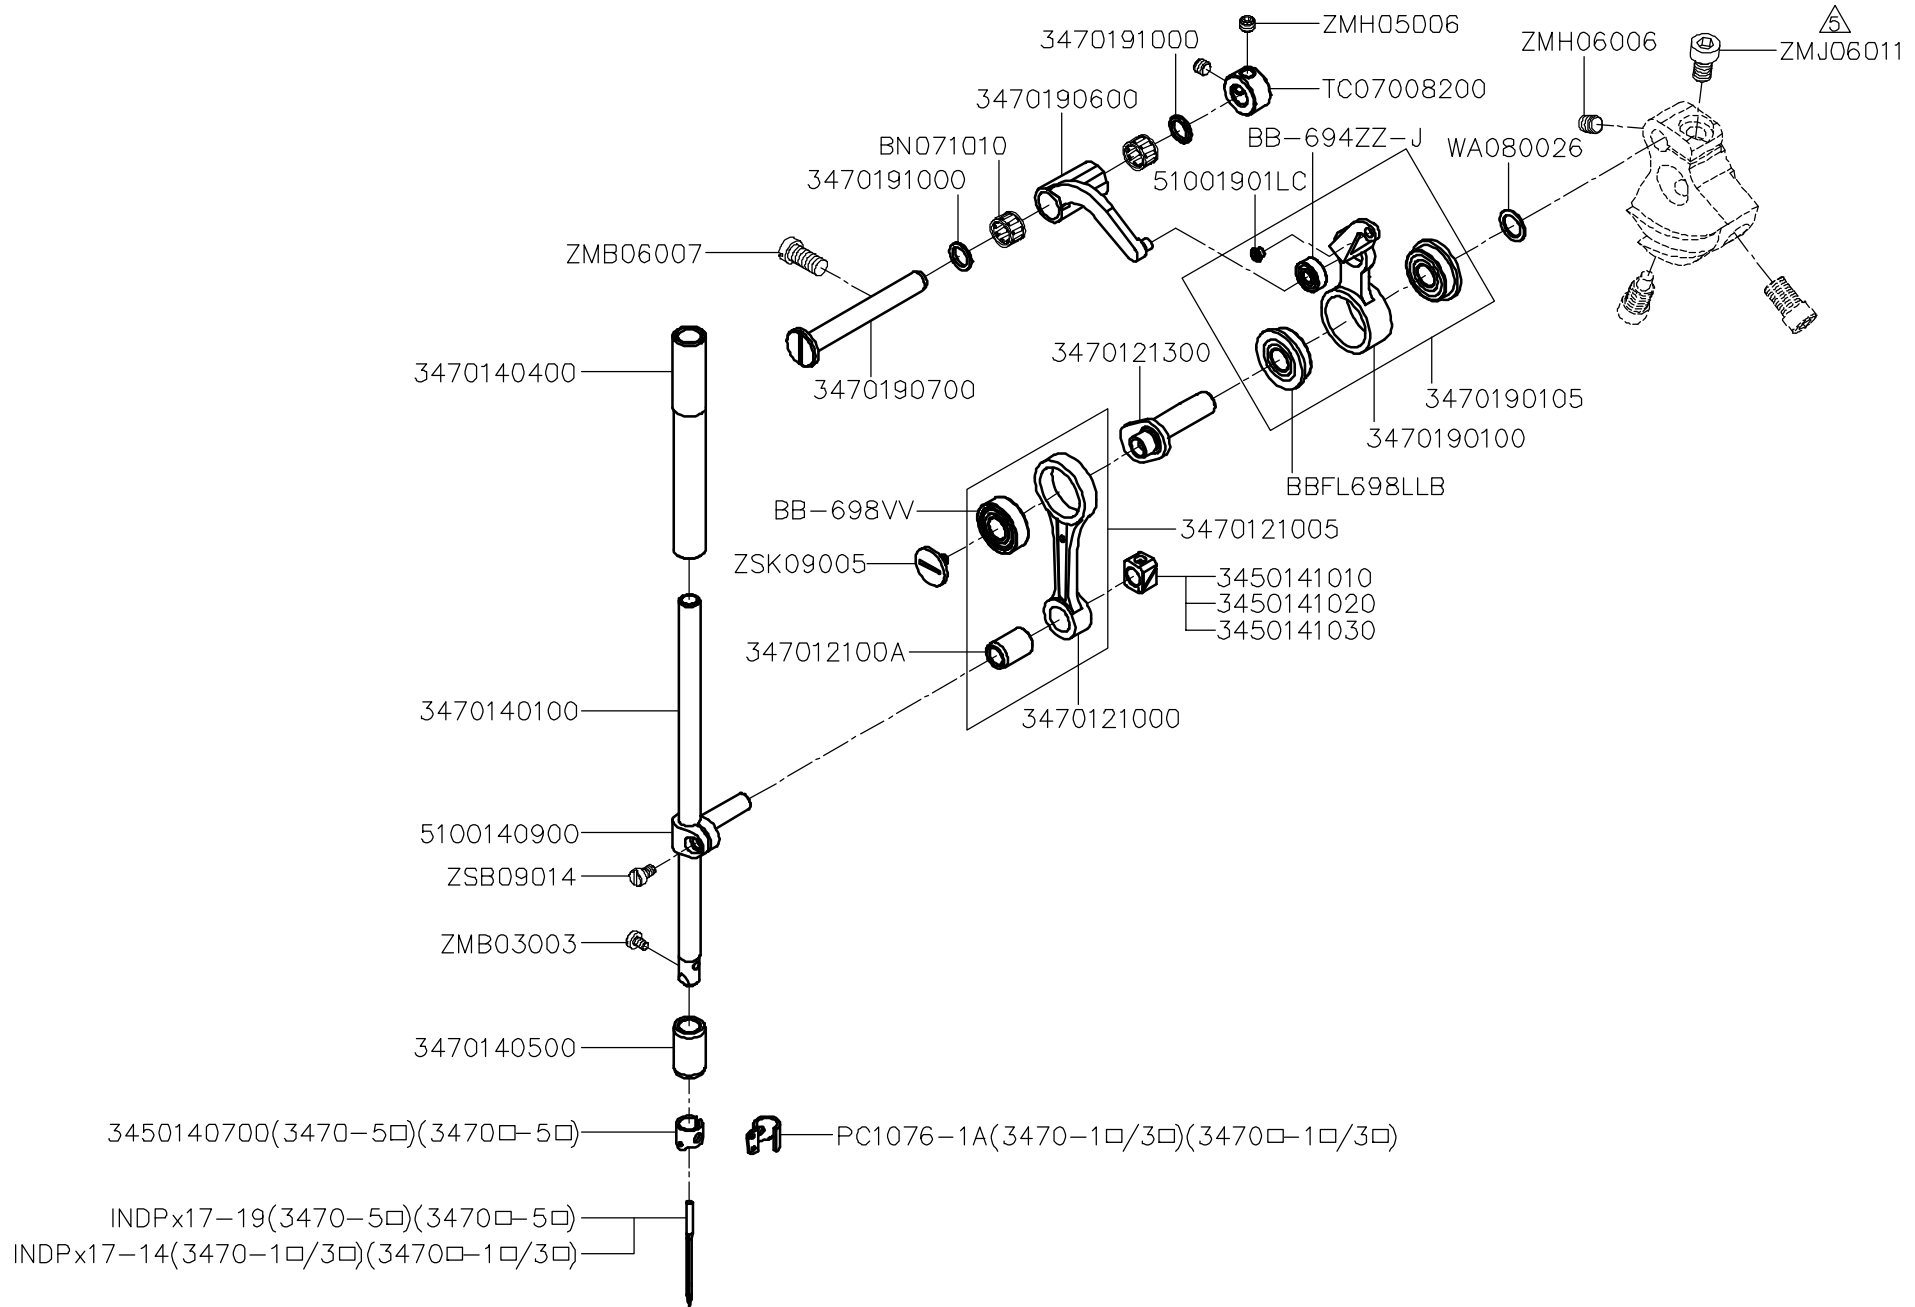 5
ZMH05006
3470191000
ZMH06006
ZMJ06011
TC07008200
3470190600
BB-694ZZ-J
BN071010
WA080026
3470191000
51001901LC
ZMB06007
3470140400
3470121300
3470190700
3470190105
3470190100
BBFL698LLB
BB-698VV
3470121005
ZSK09005
3450141010
3450141020
3450141030
347012100A
3470140100
3470121000
5100140900
ZSB09014
ZMB03003
3470140500
3450140700(3470-5□)(3470□-5□)
PC1076-1A(3470-1□/3□)(3470□-1□/3□)
INDPx17-19(3470-5□)(3470□-5□)
INDPx17-14(3470-1□/3□)(3470□-1□/3□)